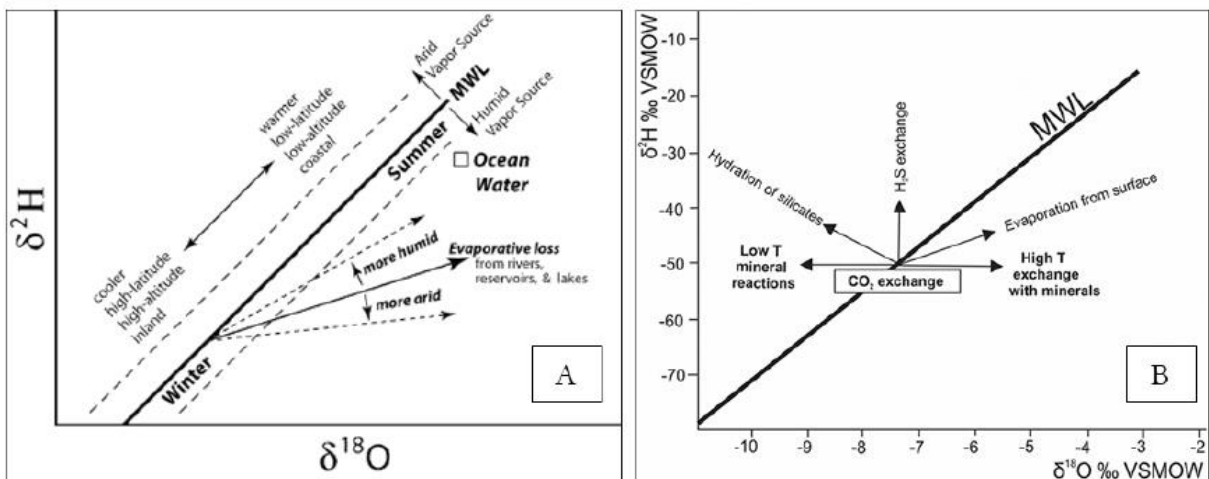 δ²H
δ¹⁸O
warmer
low-latitude
low-altitude
coastal
cooler
high-latitude
high-altitude
inland
Arid
Vapor Source
MWL
Humid
Vapor Source
Summer
Ocean
Water
more humid
Evaporative loss
from rivers,
reservoirs, & lakes
more arid
Winter
A
δ²H ‰ VSMOW
-10
-20
-30
-40
-50
-60
-70
MWL
H₂S exchange
Hydration of silicates
Evaporation from surface
Low T
mineral
reactions
CO₂ exchange
High T
exchange
with minerals
B
-10
-9
-8
-7
-6
-5
-4
-3
-2
δ¹⁸O ‰ VSMOW